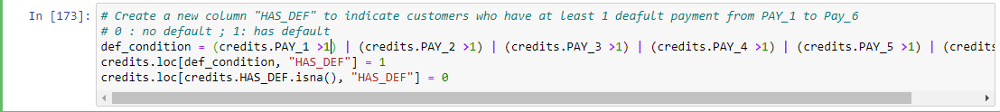 In [173]: # Create a new column "HAS_DEF" to indicate customers who have at least 1 deafult payment from PAY_1 to Pay_6
# 0 : no default ; 1: has default
def_condition = (credits.PAY_1 >1) | (credits.PAY_2 >1) | (credits.PAY_3 >1) | (credits.PAY_4 >1) | (credits.PAY_5 >1) | (credits
credits.loc[def_condition, "HAS_DEF"] = 1
credits.loc[credits.HAS_DEF.isna(), "HAS_DEF"] = 0